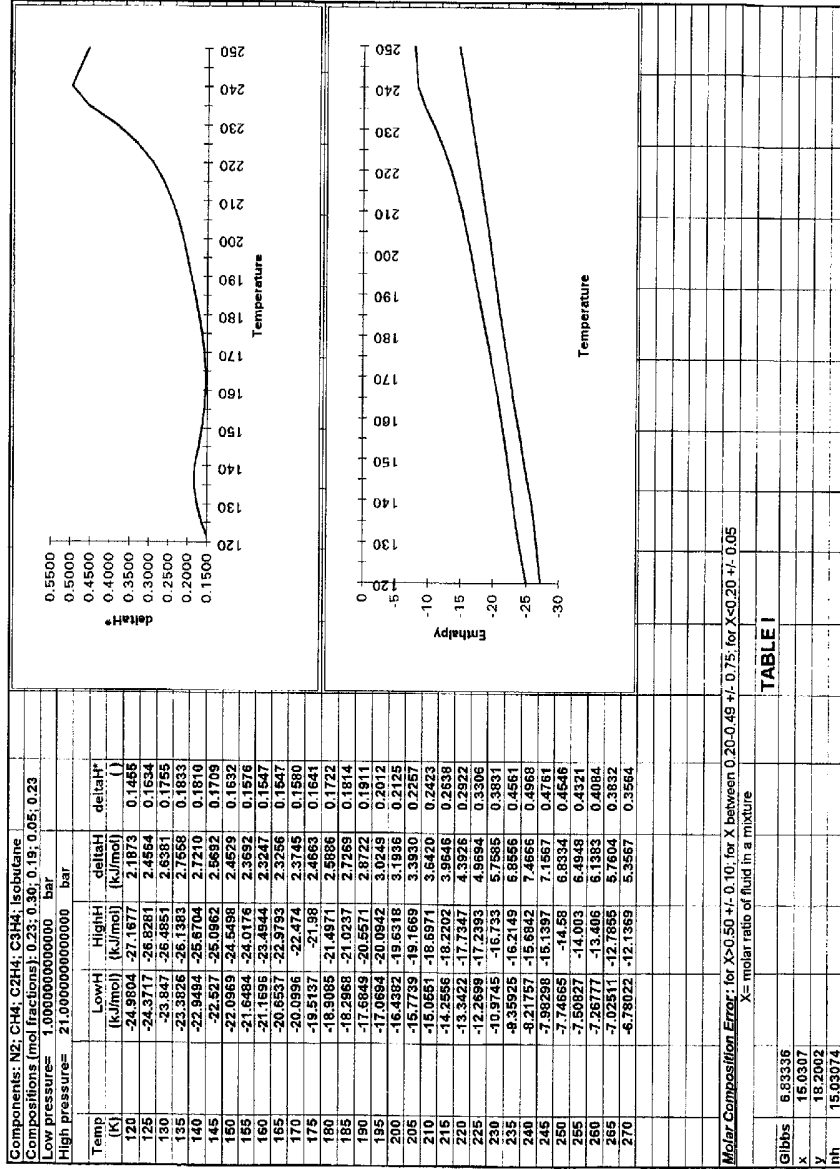 Components: N2; CH4; C2H4; C3H4; Isobutane
Compositions (mol fractions): 0.23; 0.30; 0.19; 0.05; 0.23
Low pressure= 1.00000000000000 bar
High pressure= 21.0000000000000 bar
Temp LowH HighH deltaH deltaH*
(K) (kJ/mol) (kJ/mol) (kJ/mol) ( )
120 -24.9804 -27.1677 2.1873 0.1455
125 -24.3717 -26.8281 2.4564 0.1634
130 -23.847 -26.4851 2.6381 0.1755
135 -23.3826 -26.1383 2.7558 0.1833
140 -22.9494 -25.6704 2.7210 0.1810
145 -22.527 -25.0962 2.5692 0.1709
150 -22.0969 -24.5498 2.4529 0.1632
155 -21.6484 -24.0176 2.3692 0.1576
160 -21.1696 -23.4944 2.3247 0.1547
165 -20.6537 -22.9793 2.3256 0.1547
170 -20.0996 -22.474 2.3745 0.1580
175 -19.5137 -21.98 2.4663 0.1641
180 -18.9085 -21.4971 2.5886 0.1722
185 -18.2968 -21.0237 2.7269 0.1814
190 -17.6849 -20.5571 2.8722 0.1911
195 -17.0694 -20.0942 3.0249 0.2012
200 -16.4382 -19.6318 3.1936 0.2125
205 -15.7739 -19.1669 3.3930 0.2257
210 -15.0551 -18.6971 3.6420 0.2423
215 -14.2556 -18.2202 3.9646 0.2638
220 -13.3422 -17.7347 4.3926 0.2922
225 -12.2699 -17.2393 4.9694 0.3306
230 -10.9745 -16.733 5.7585 0.3831
235 -9.35925 -16.2149 6.8556 0.4561
240 -8.21757 -15.6842 7.4666 0.4968
245 -7.98298 -15.1397 7.1567 0.4761
250 -7.74665 -14.58 6.8334 0.4546
255 -7.50827 -14.003 6.4948 0.4321
260 -7.26777 -13.406 6.1383 0.4084
265 -7.02511 -12.7855 5.7604 0.3832
270 -6.78022 -12.1369 5.3567 0.3564
deltaH*
0.5500
0.5000
0.4500
0.4000
0.3500
0.3000
0.2500
0.2000
0.1500
120 130 140 150 160 170 180 190 200 210 220 230 240 250
Temperature
Enthalpy
0
-5
-10
-15
-20
-25
-30
120 130 140 150 160 170 180 190 200 210 220 230 240 250
Temperature
Molar Composition Error: for X>0.50 +/- 0.10; for X between 0.20-0.49 +/- 0.75; for X<0.20 +/- 0.05
X= molar ratio of fluid in a mixture
TABLE I
Gibbs 6.83336
x 15.0307
y 18.2002
hh 15.03074